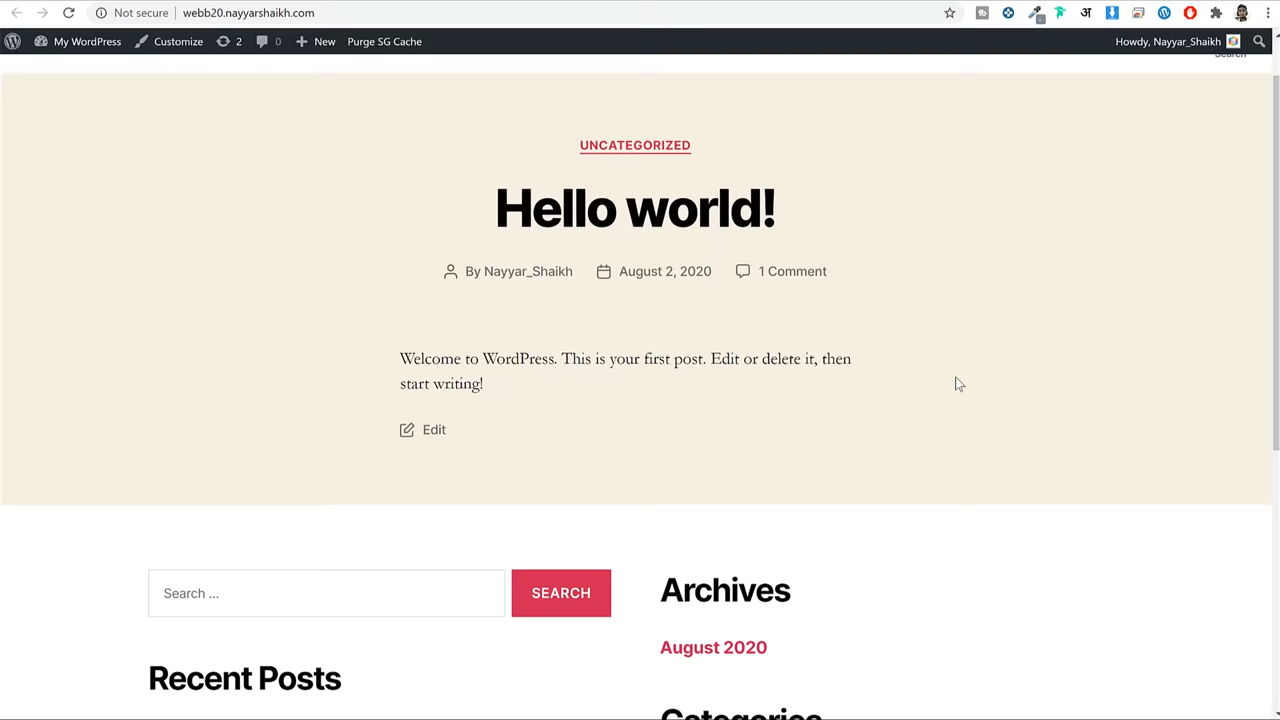 Not secure webb20.nayyarshaikh.com
My WordPress Customize 2 0 New Purge SG Cache Howdy, Nayyar_Shaikh
Search
UNCATEGORIZED
Hello world!
By Nayyar_Shaikh August 2, 2020 1 Comment
Welcome to WordPress. This is your first post. Edit or delete it, then
start writing!
Edit
Search ... SEARCH
Archives
August 2020
Recent Posts
Categories